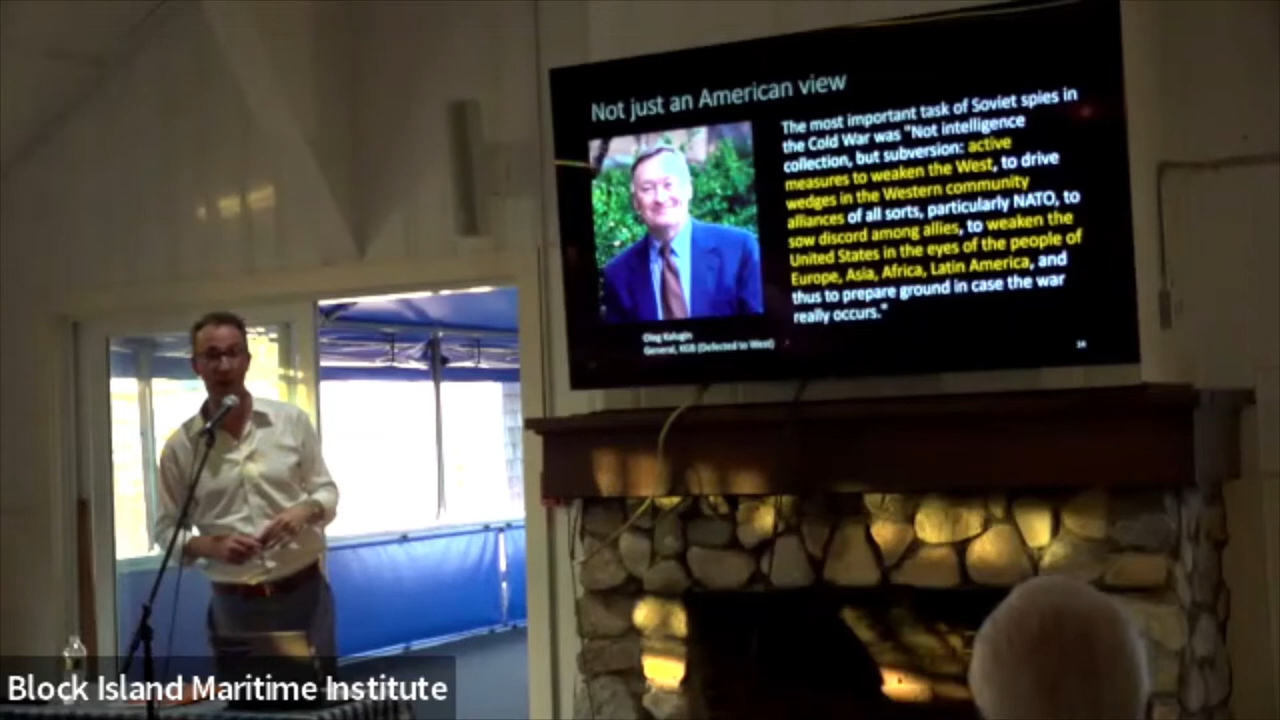 Not just an American view
The most important task of Soviet spies in
the Cold War was "Not intelligence
collection, but subversion: active
measures to weaken the West, to drive
wedges in the Western community
alliances of all sorts, particularly NATO, to
sow discord among allies, to weaken the
United States in the eyes of the people of
Europe, Asia, Africa, Latin America, and
thus to prepare ground in case the war
really occurs."
Oleg Kalugin
General, KGB (Defected to West)
14
Block Island Maritime Institute